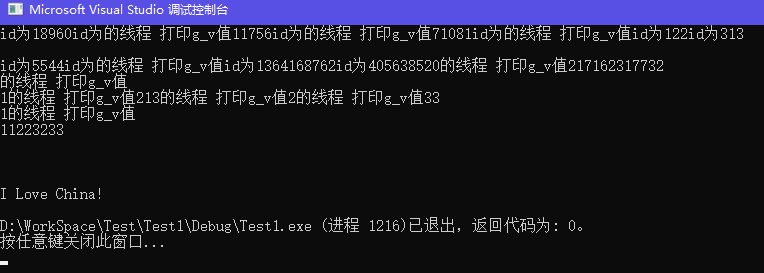 Microsoft Visual Studio 调试控制台
id为18960id为的线程 打印g_v值11756id为的线程 打印g_v值71081id为的线程 打印g_v值id为122id为313
id为5544id为的线程 打印g_v值id为1364168762id为405638520的线程 打印g_v值217162317732
的线程 打印g_v值
1的线程 打印g_v值213的线程 打印g_v值2的线程 打印g_v值33
1的线程 打印g_v值
11223233
I Love China!
D:\WorkSpace\Test\Test1\Debug\Test1.exe (进程 1216)已退出，返回代码为: 0。
按任意键关闭此窗口...